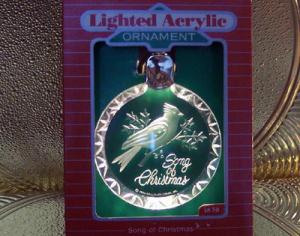 Lighted Acrylic
ORNAMENT
Song
of
Christmas
Song of Christmas